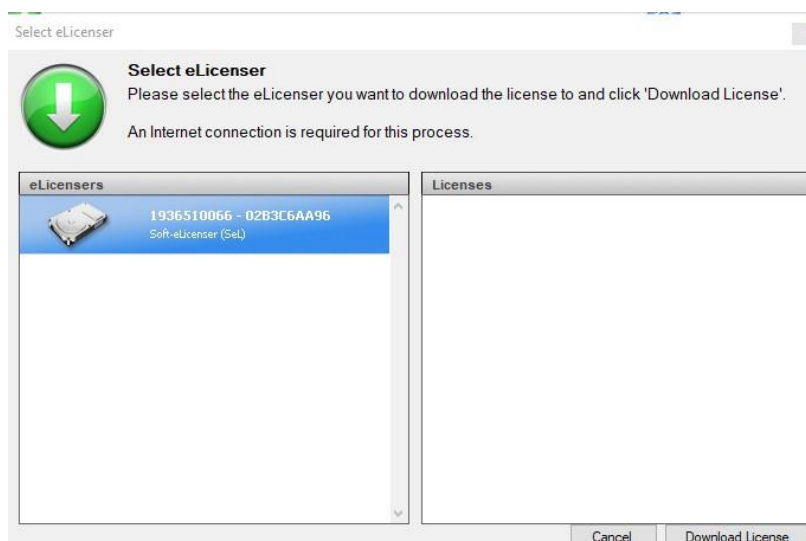 Select eLicenser
Select eLicenser
Please select the eLicenser you want to download the license to and click 'Download License'.
An Internet connection is required for this process.
eLicensers
Licenses
1936510066 - 02B3C6AA96
Soft-eLicenser (SeL)
Cancel
Download License